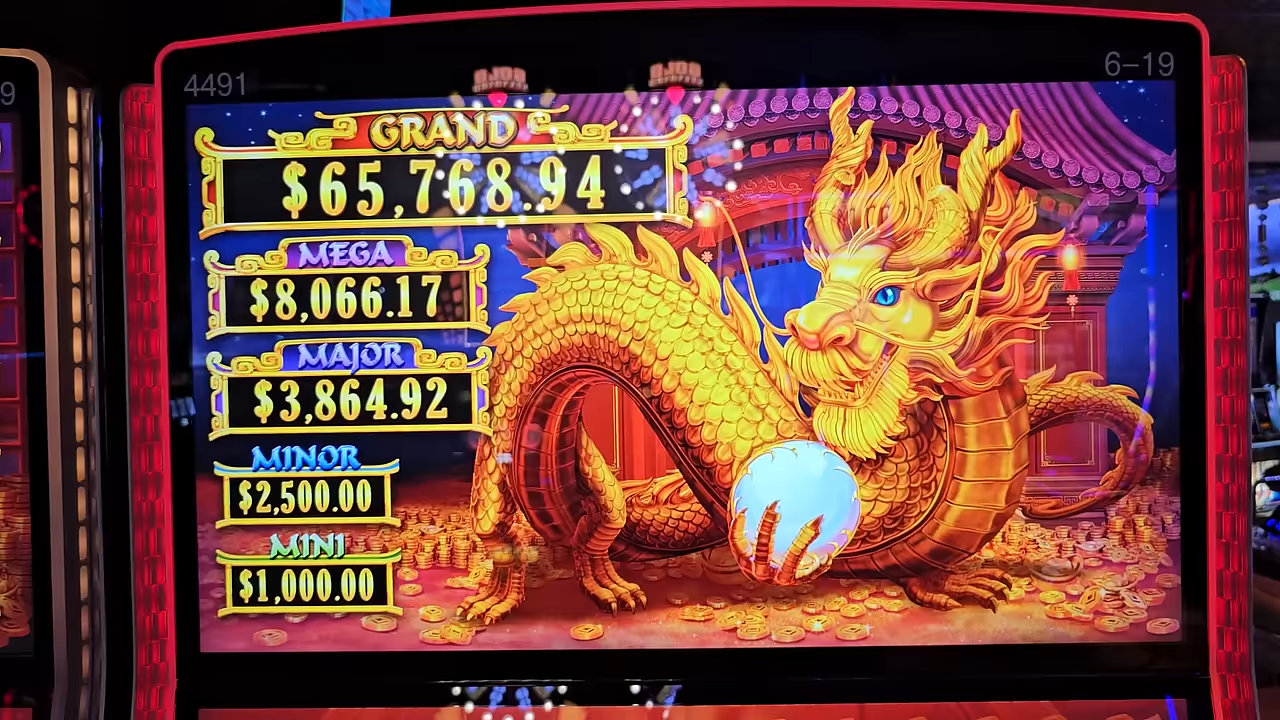 4491
6-19
GRAND
$65,768.94
MEGA
$8,066.17
MAJOR
$3,864.92
MINOR
$2,500.00
MINI
$1,000.00
9